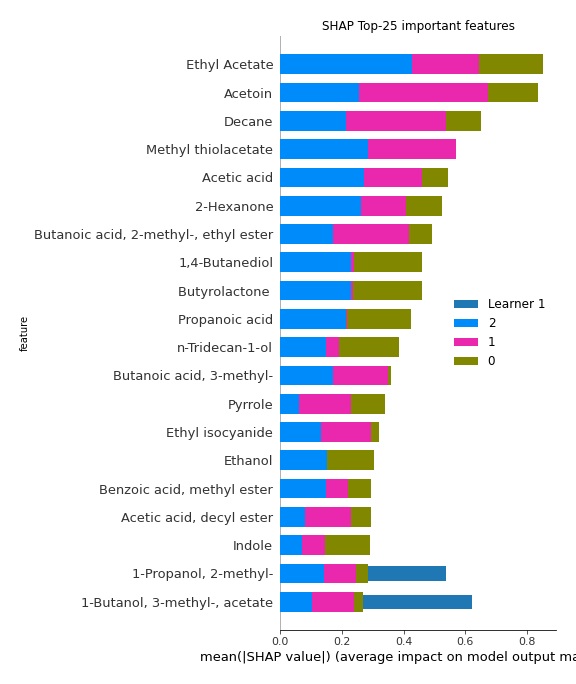 SHAP Top-25 important features
Ethyl Acetate
Acetoin
Decane
Methyl thiolacetate
Acetic acid
2-Hexanone
Butanoic acid, 2-methyl-, ethyl ester
1,4-Butanediol
Butyrolactone
Propanoic acid
n-Tridecan-1-ol
Butanoic acid, 3-methyl-
Pyrrole
Ethyl isocyanide
Ethanol
Benzoic acid, methyl ester
Acetic acid, decyl ester
Indole
1-Propanol, 2-methyl-
1-Butanol, 3-methyl-, acetate
feature
Learner 1
2
1
0
0.0 0.2 0.4 0.6 0.8
mean(|SHAP value|) (average impact on model output ma